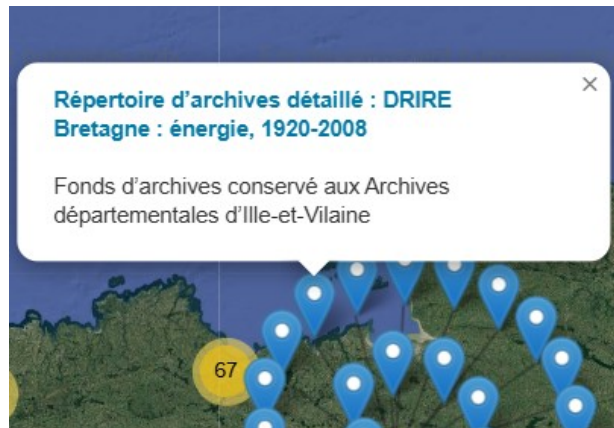 Répertoire d’archives détaillé : DRIRE
Bretagne : énergie, 1920-2008
Fonds d’archives conservé aux Archives
départementales d’Ille-et-Vilaine
67